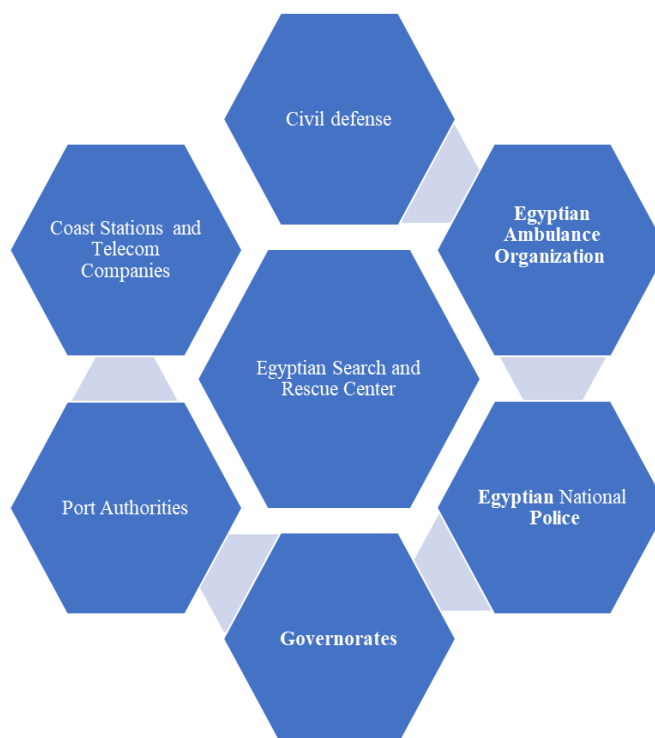 Civil defense
Coast Stations and
Telecom
Companies
Egyptian
Ambulance
Organization
Egyptian Search and
Rescue Center
Port Authorities
Egyptian National
Police
Governorates